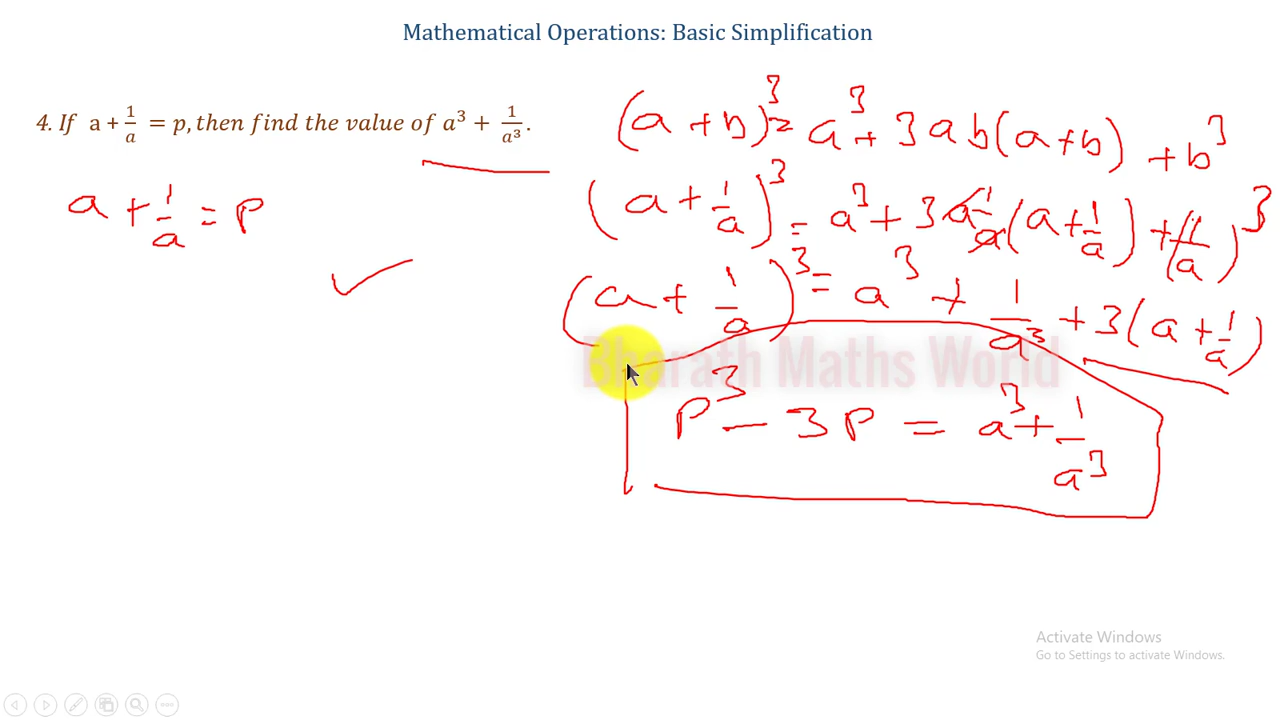 Mathematical Operations: Basic Simplification
4. If a + 1/a = p, then find the value of a³ + 1/a³.
(a + b)³ = a³ + 3ab(a+b) + b³
a + 1/a = p
(a + 1/a)³ = a³ + 3 a 1/a (a + 1/a) + (1/a)³
(a + 1/a)³ = a³ + 1/a³ + 3(a + 1/a)
Bharath Maths World
p³ - 3p = a³ + 1/a³
Activate Windows
Go to Settings to activate Windows.